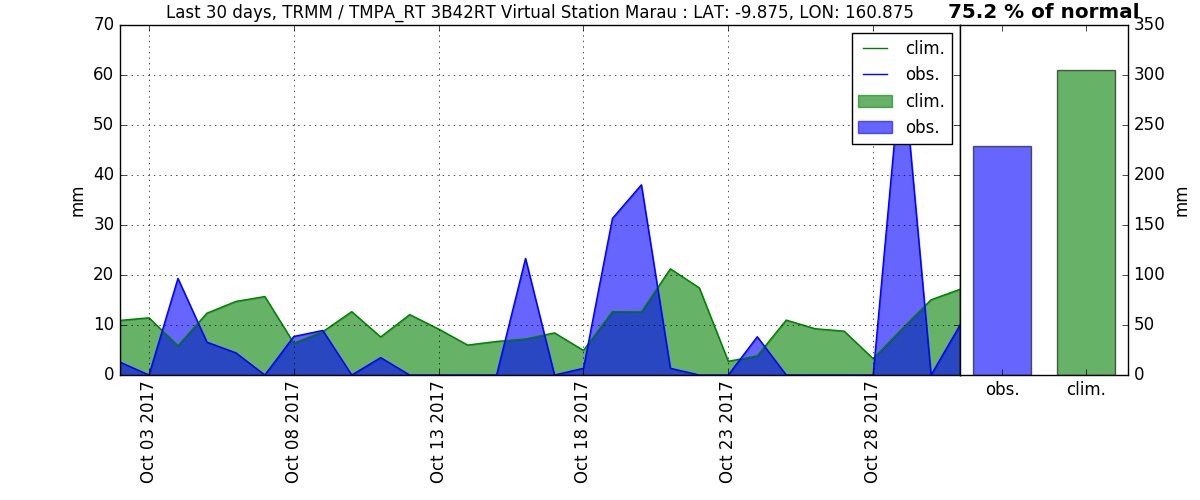 Last 30 days, TRMM / TMPA_RT 3B42RT Virtual Station Marau : LAT: -9.875, LON: 160.875
75.2 % of normal
70
60
50
40
30
20
10
0
mm
clim.
obs.
clim.
obs.
Oct 03 2017
Oct 08 2017
Oct 13 2017
Oct 18 2017
Oct 23 2017
Oct 28 2017
350
300
250
200
150
100
50
0
mm
obs.
clim.